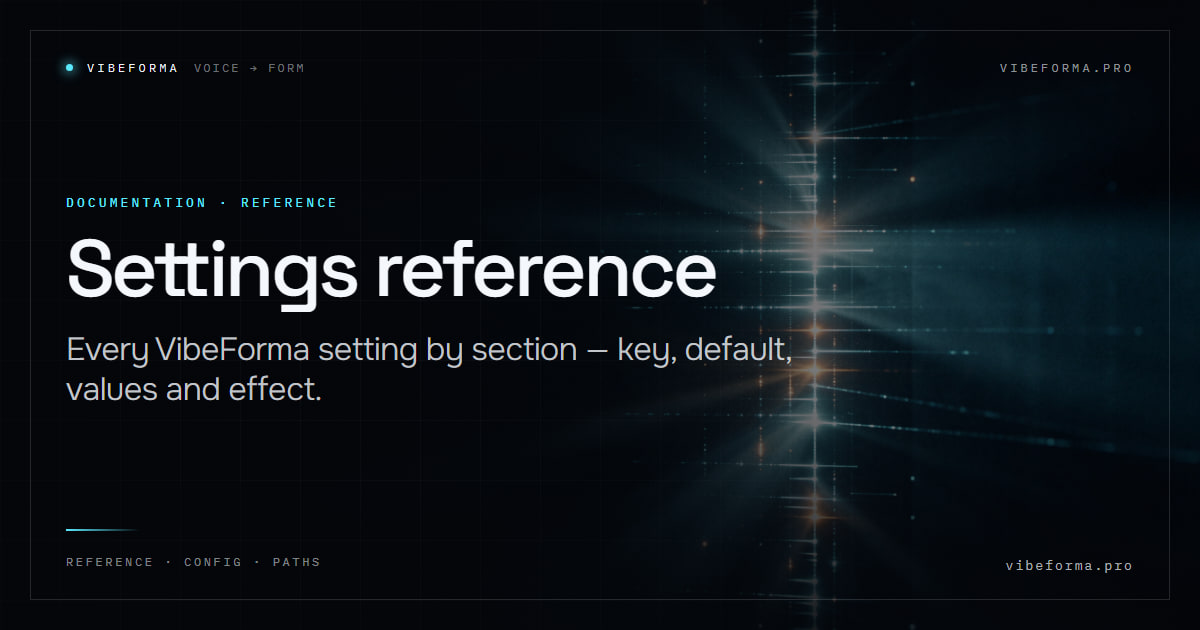 VIBEFORMA VOICE → FORM
VIBEFORMA.PRO
DOCUMENTATION · REFERENCE
Settings reference
Every VibeForma setting by section — key, default,
values and effect.
REFERENCE · CONFIG · PATHS
vibeforma.pro